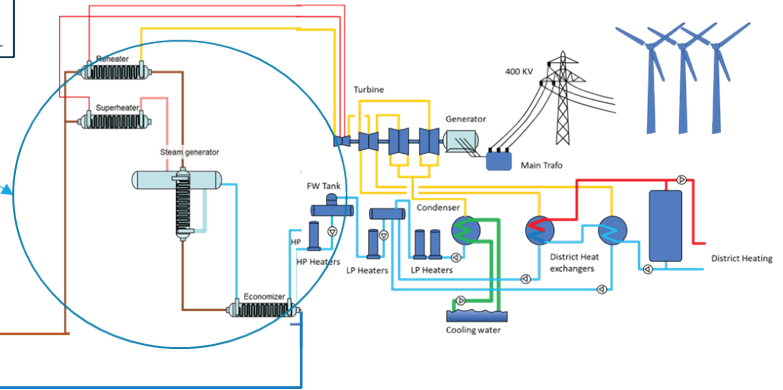 Reheater
Superheater
Steam generator
Economizer
HP
FW Tank
HP Heaters
LP Heaters
LP Heaters
Turbine
Generator
400 KV
Main Trafo
Condenser
Cooling water
District Heat
exchangers
District Heating